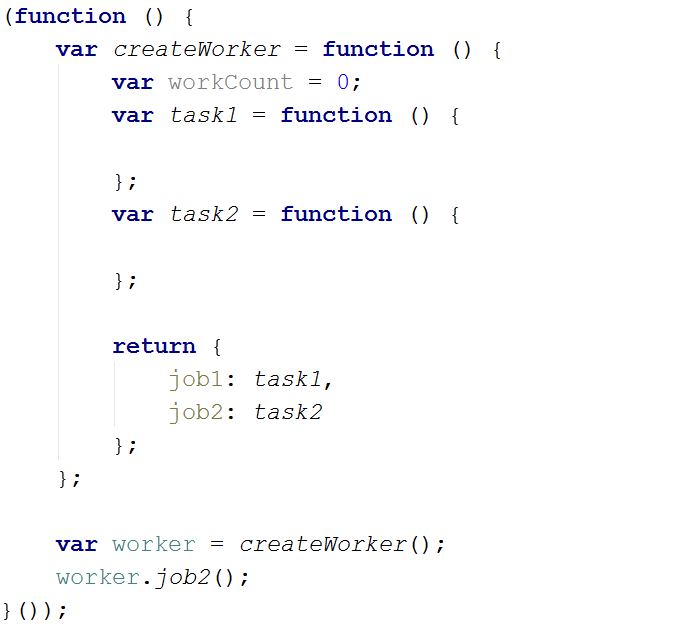 (function () {
    var createWorker = function () {
        var workCount = 0;
        var task1 = function () {

        };
        var task2 = function () {

        };

        return {
            job1: task1,
            job2: task2
        };
    };

    var worker = createWorker();
    worker.job2();
}());